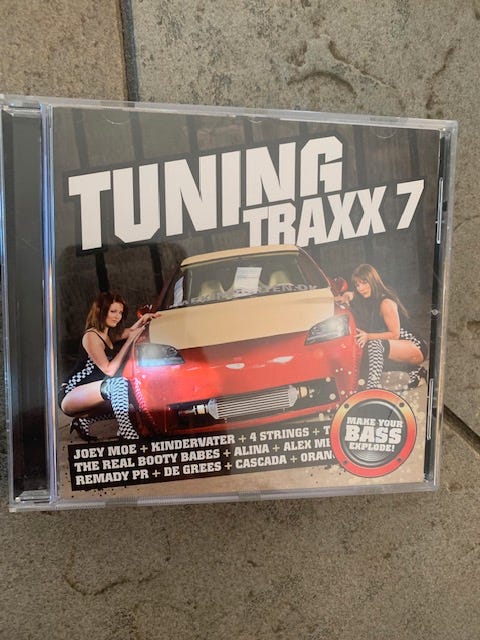 TUNING
TRAXX 7
JOEY MOE + KINDERVATER + 4 STRINGS +
THE REAL BOOTY BABES + ALINA + ALEX
REMADY PR + DE GREES + CASCADA +
MAKE YOUR
BASS
EXPLODE!